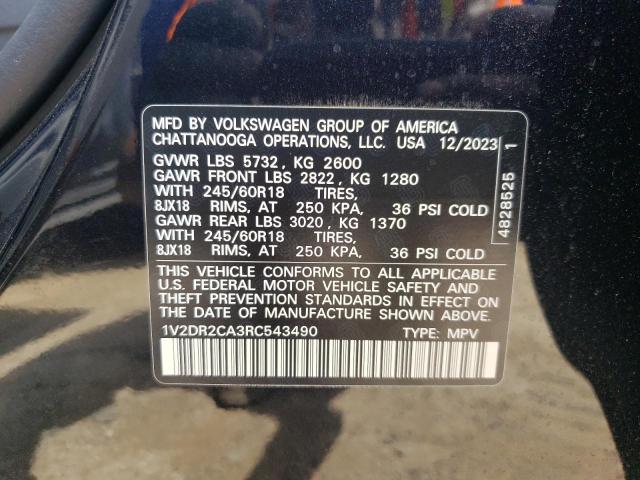 MFD BY VOLKSWAGEN GROUP OF AMERICA
CHATTANOOGA OPERATIONS, LLC. USA 12/2023
GVWR LBS 5732, KG 2600
GAWR FRONT LBS 2822, KG 1280
WITH 245/60R18 TIRES,
8JX18 RIMS, AT 250 KPA, 36 PSI COLD
GAWR REAR LBS 3020, KG 1370
WITH 245/60R18 TIRES,
8JX18 RIMS, AT 250 KPA, 36 PSI COLD
THIS VEHICLE CONFORMS TO ALL APPLICABLE
U.S. FEDERAL MOTOR VEHICLE SAFETY AND
THEFT PREVENTION STANDARDS IN EFFECT ON
THE DATE OF MANUFACTURE SHOWN ABOVE.
1V2DR2CA3RC543490 TYPE: MPV
4828525 1